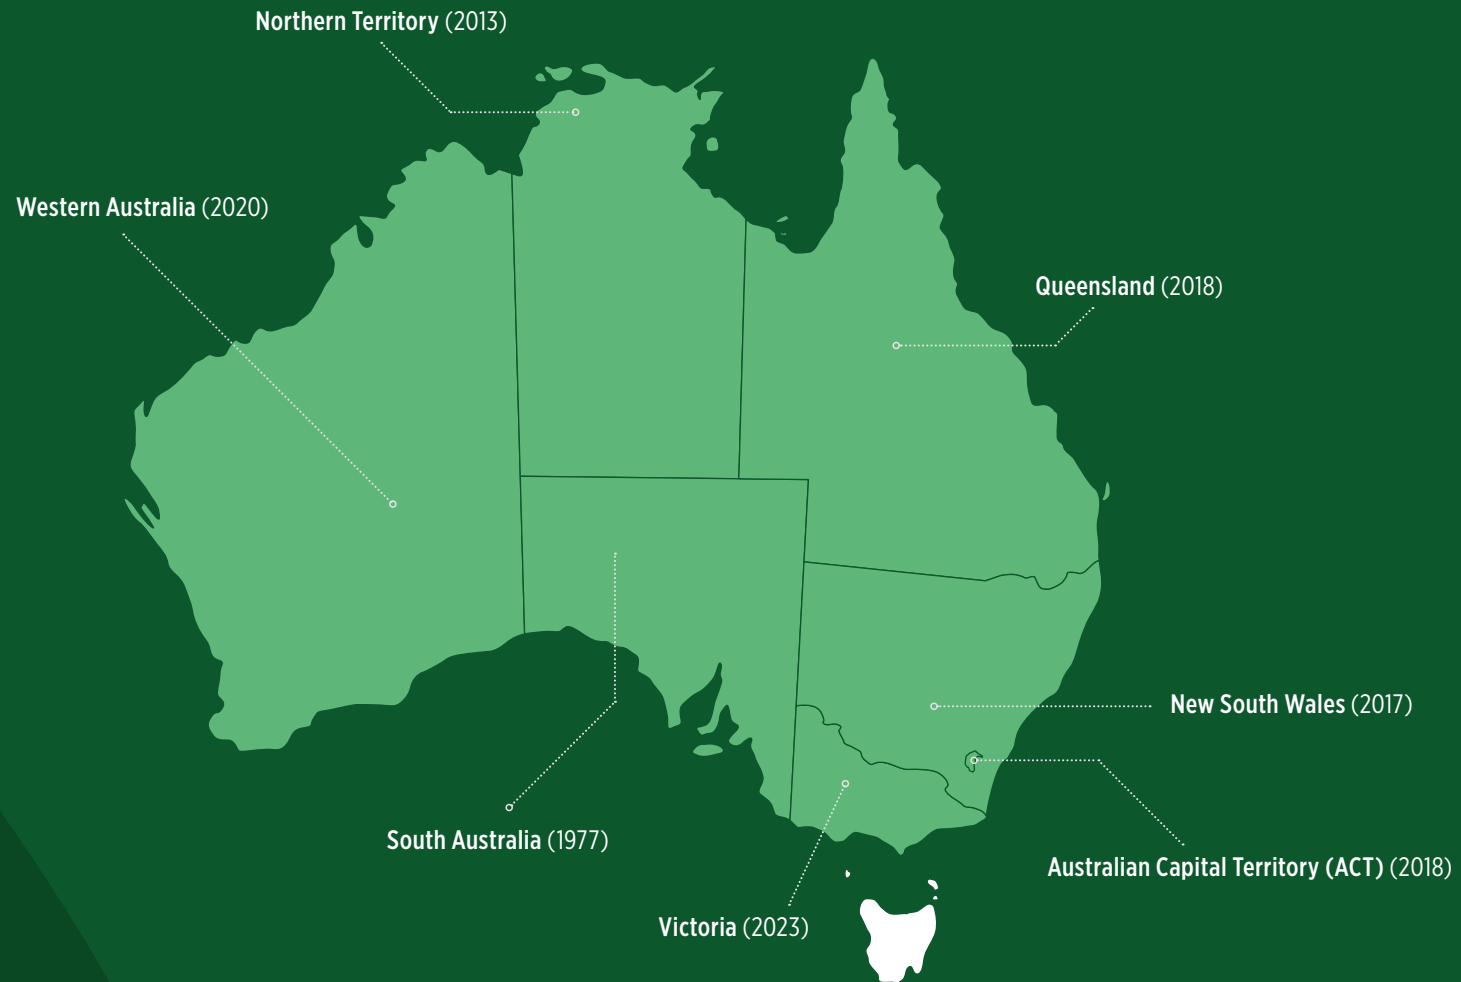 Northern Territory (2013)
Western Australia (2020)
Queensland (2018)
New South Wales (2017)
South Australia (1977)
Australian Capital Territory (ACT) (2018)
Victoria (2023)